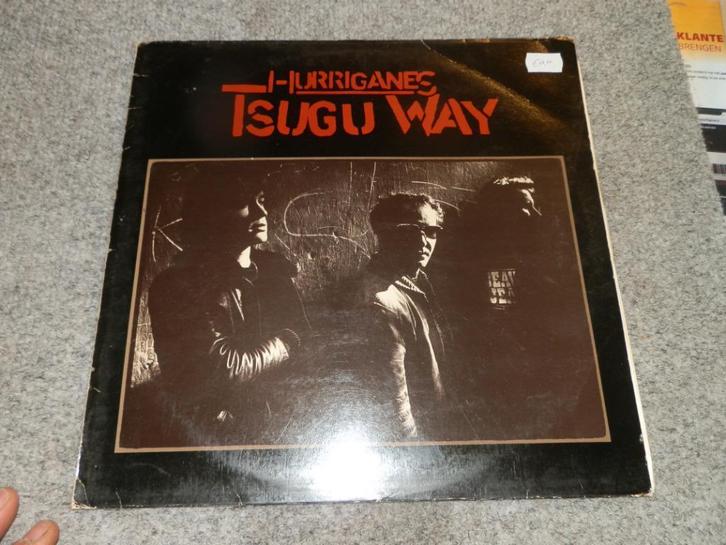 HURRIGANES
TSUGU WAY
KLANTE
BRENGEN